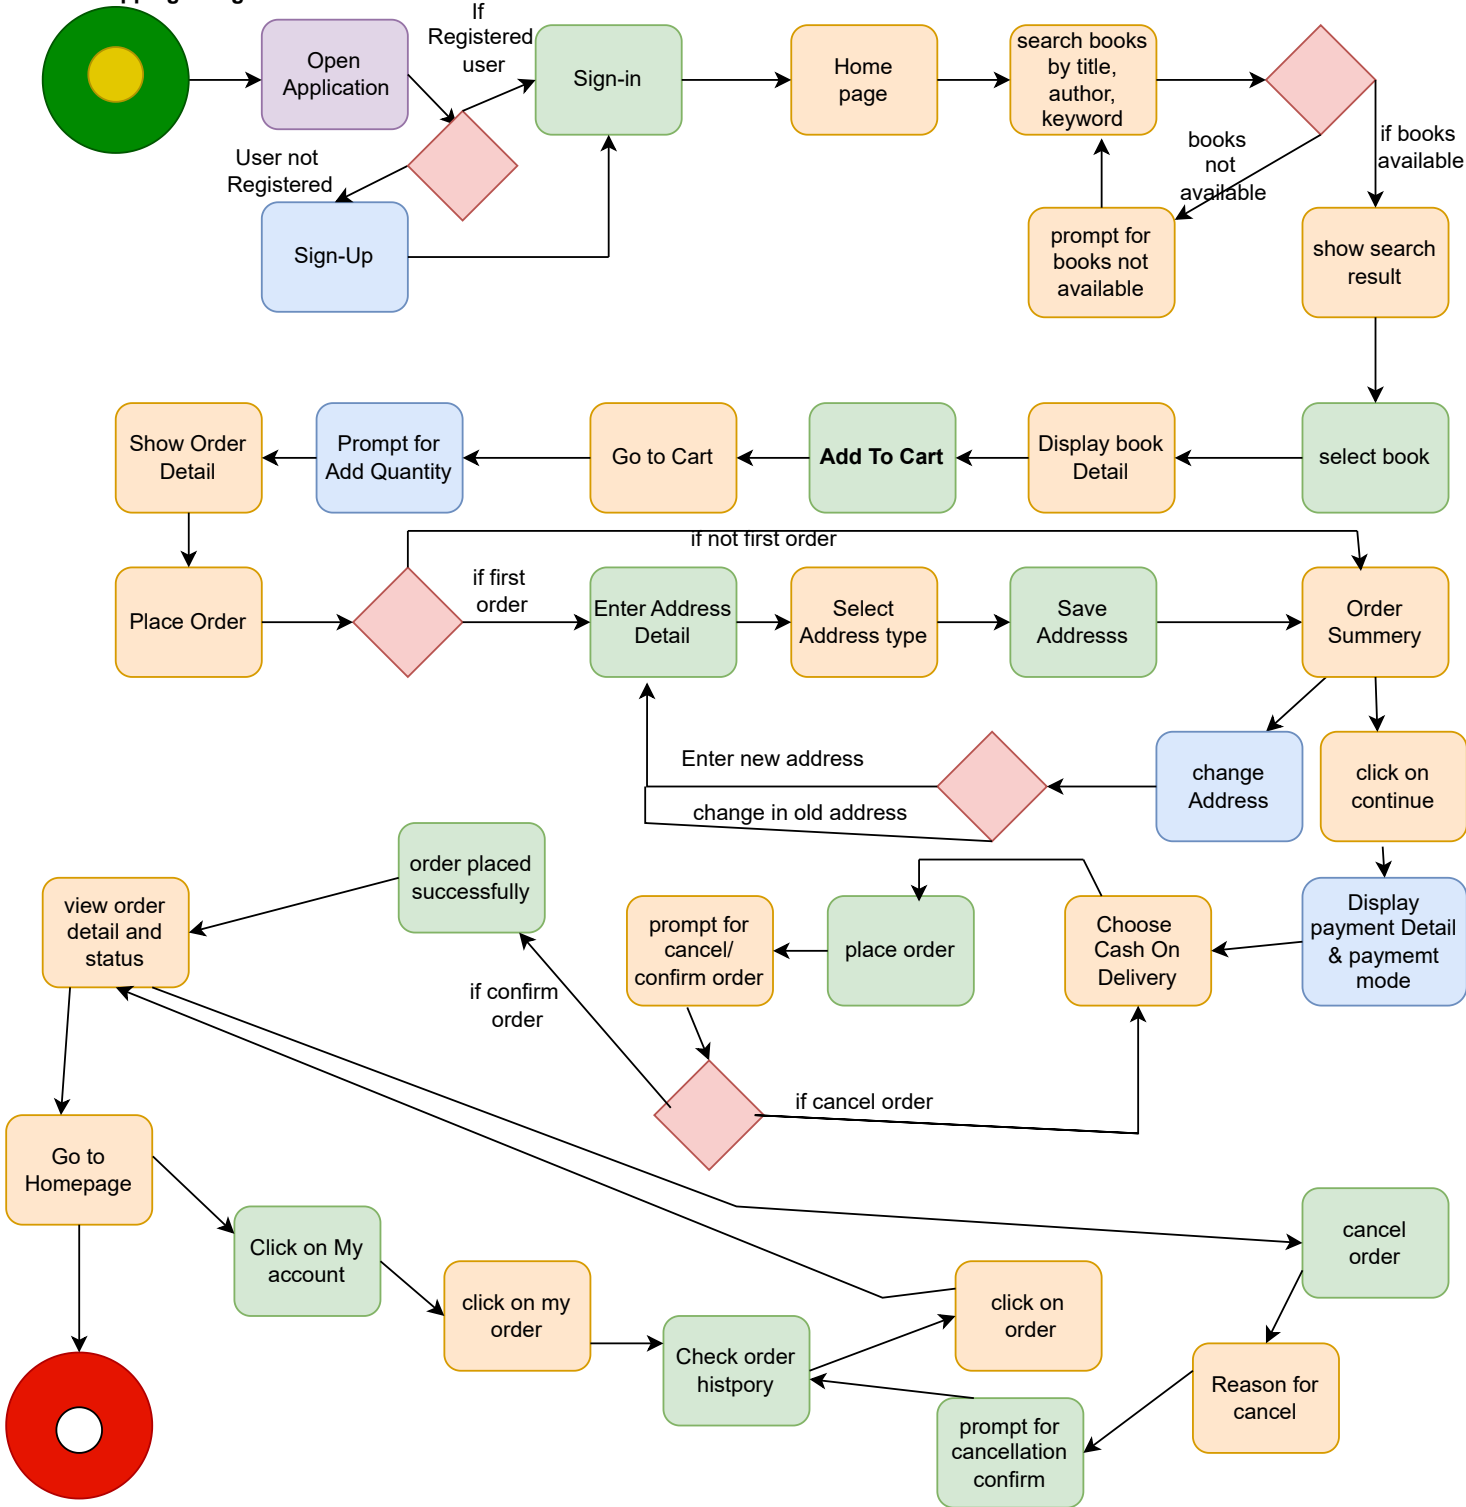 If
Registered
user
Open
Application
Sign-in
Home
page
search books
by title,
author,
keyword
books
not
available
if books
available
User not
Registered
Sign-Up
prompt for
books not
available
show search
result
Show Order
Detail
Prompt for
Add Quantity
Go to Cart
Add To Cart
Display book
Detail
select book
if not first order
Place Order
if first
order
Enter Address
Detail
Select
Address type
Save
Addresss
Order
Summery
Enter new address
change in old address
change
Address
click on
continue
order placed
successfully
view order
detail and
status
prompt for
cancel/
confirm order
place order
Choose
Cash On
Delivery
Display
payment Detail
& paymemt
mode
if confirm
order
if cancel order
Go to
Homepage
Click on My
account
click on my
order
Check order
histpory
click on
order
cancel
order
Reason for
cancel
prompt for
cancellation
confirm